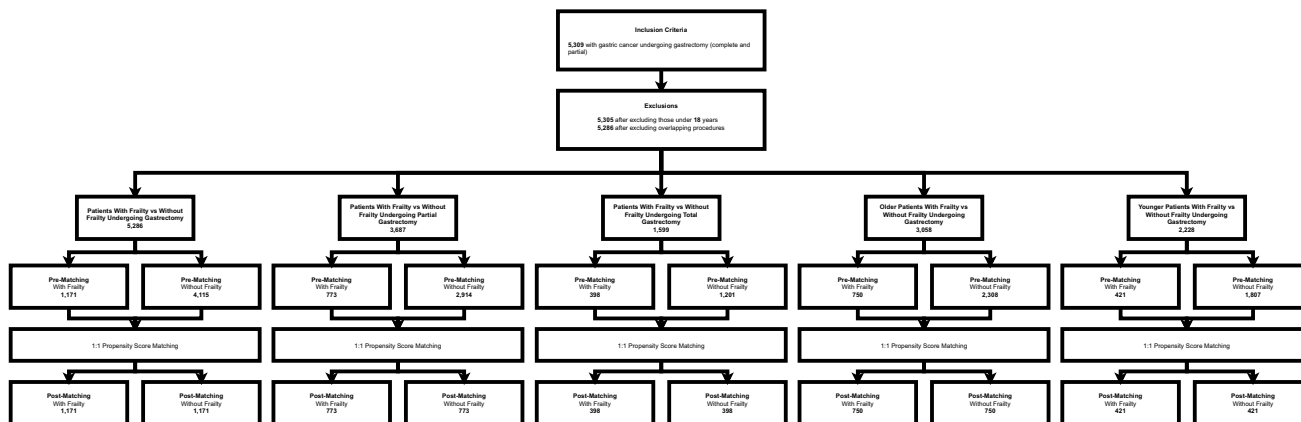 Inclusion Criteria
5,309 with gastric cancer undergoing gastrectomy (complete and
partial)
Exclusions
5,305 after excluding those under 18 years
5,286 after excluding overlapping procedures
Patients With Frailty vs Without
Frailty Undergoing Gastrectomy
5,286
Patients With Frailty vs Without
Frailty Undergoing Partial
Gastrectomy
3,687
Patients With Frailty vs Without
Frailty Undergoing Total
Gastrectomy
1,599
Older Patients With Frailty vs
Without Frailty Undergoing
Gastrectomy
3,058
Younger Patients With Frailty vs
Without Frailty Undergoing
Gastrectomy
2,228
Pre-Matching
With Frailty
1,171
Pre-Matching
Without Frailty
4,115
Pre-Matching
With Frailty
773
Pre-Matching
Without Frailty
2,914
Pre-Matching
With Frailty
398
Pre-Matching
Without Frailty
1,201
Pre-Matching
With Frailty
750
Pre-Matching
Without Frailty
2,308
Pre-Matching
With Frailty
421
Pre-Matching
Without Frailty
1,807
1:1 Propensity Score Matching
1:1 Propensity Score Matching
1:1 Propensity Score Matching
1:1 Propensity Score Matching
1:1 Propensity Score Matching
Post-Matching
With Frailty
1,171
Post-Matching
Without Frailty
1,171
Post-Matching
With Frailty
773
Post-Matching
Without Frailty
773
Post-Matching
With Frailty
398
Post-Matching
Without Frailty
398
Post-Matching
With Frailty
750
Post-Matching
Without Frailty
750
Post-Matching
With Frailty
421
Post-Matching
Without Frailty
421